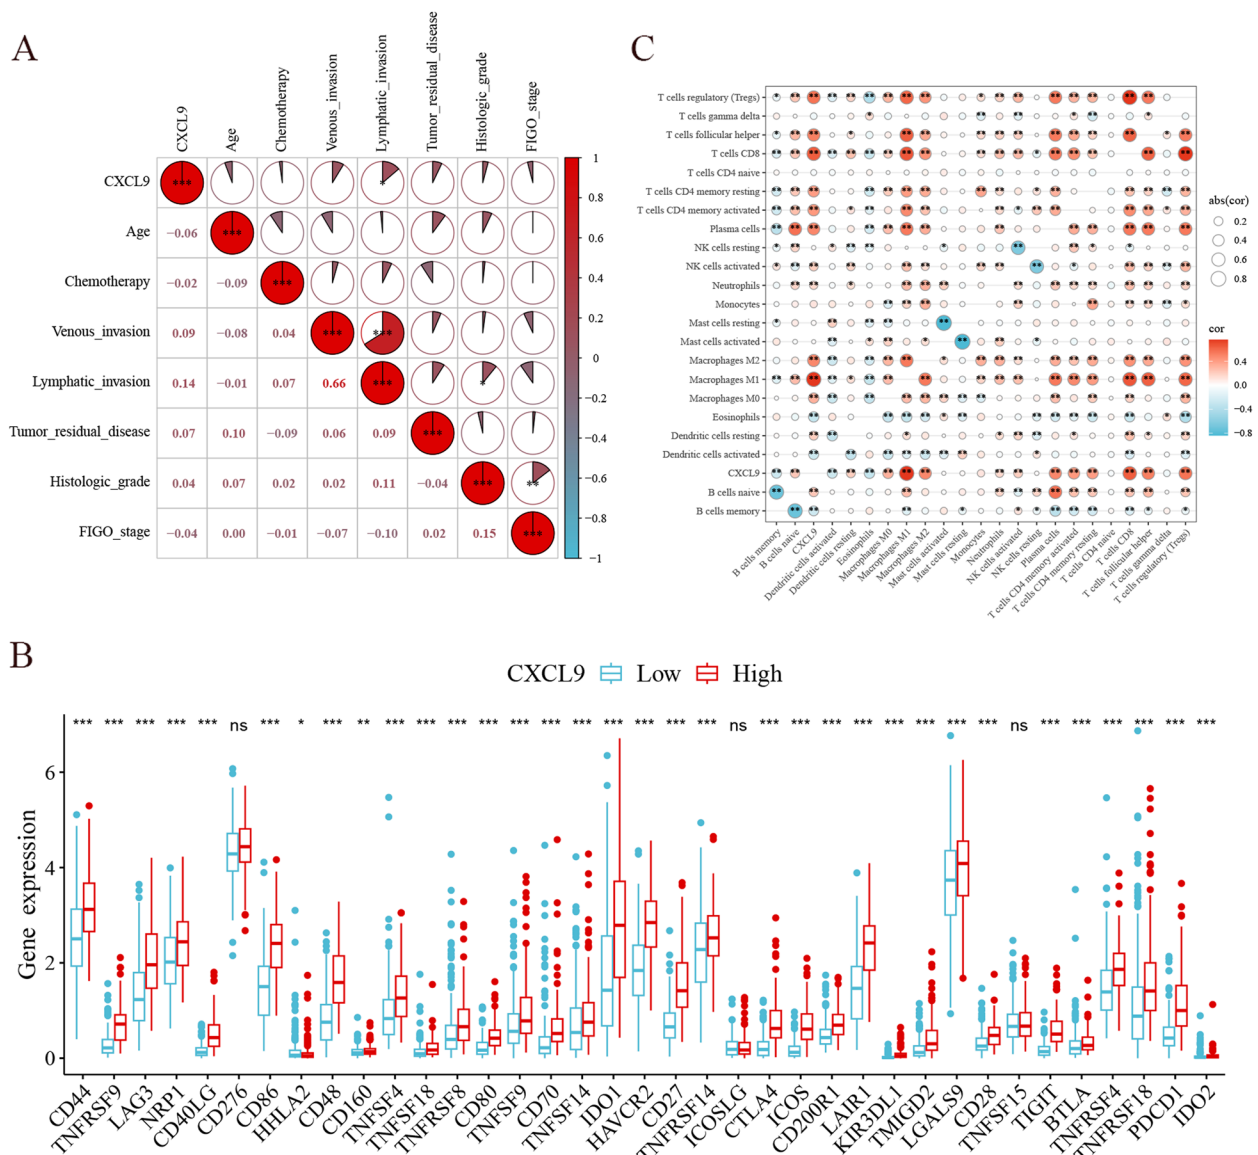 A
CXCL9
Age
Chemotherapy
Venous_invasion
Lymphatic_invasion
Tumor_residual_disease
Histologic_grade
FIGO_stage
CXCL9 *** *
Age −0.06 ***
Chemotherapy −0.02 −0.09 ***
Venous_invasion 0.09 −0.08 0.04 *** ***
Lymphatic_invasion 0.14 −0.01 0.07 0.66 *** *
Tumor_residual_disease 0.07 0.10 −0.09 0.06 0.09 ***
Histologic_grade 0.04 0.07 0.02 0.02 0.11 −0.04 *** **
FIGO_stage −0.04 0.00 −0.01 −0.07 −0.10 0.02 0.15 ***
1
0.8
0.6
0.4
0.2
0
−0.2
−0.4
−0.6
−0.8
−1
C
T cells regulatory (Tregs)
T cells gamma delta
T cells follicular helper
T cells CD8
T cells CD4 naive
T cells CD4 memory resting
T cells CD4 memory activated
Plasma cells
NK cells resting
NK cells activated
Neutrophils
Monocytes
Mast cells resting
Mast cells activated
Macrophages M2
Macrophages M1
Macrophages M0
Eosinophils
Dendritic cells resting
Dendritic cells activated
CXCL9
B cells naive
B cells memory
B cells memory
B cells naive
CXCL9
Dendritic cells activated
Dendritic cells resting
Eosinophils
Macrophages M0
Macrophages M1
Macrophages M2
Mast cells activated
Mast cells resting
Monocytes
Neutrophils
NK cells activated
NK cells resting
Plasma cells
T cells CD4 memory activated
T cells CD4 memory resting
T cells CD4 naive
T cells CD8
T cells follicular helper
T cells gamma delta
T cells regulatory (Tregs)
abs(cor)
0.2
0.4
0.6
0.8
cor
0.4
0.0
−0.4
−0.8
B
CXCL9 Low High
*** *** *** *** *** ns *** * *** ** *** *** *** *** *** *** *** *** *** *** *** ns *** *** *** *** *** *** *** *** ns *** *** *** *** *** ***
Gene expression
6
4
2
0
CD44
TNFRSF9
LAG3
NRP1
CD40LG
CD276
CD86
HHLA2
CD48
CD160
TNFSF4
TNFSF18
TNFRSF8
CD80
TNFSF9
CD70
TNFSF14
IDO1
HAVCR2
CD27
TNFRSF14
ICOSLG
CTLA4
ICOS
CD200R1
LAIR1
KIR3DL1
TMIGD2
LGALS9
CD28
TNFSF15
TIGIT
BTLA
TNFRSF4
TNFRSF18
PDCD1
IDO2